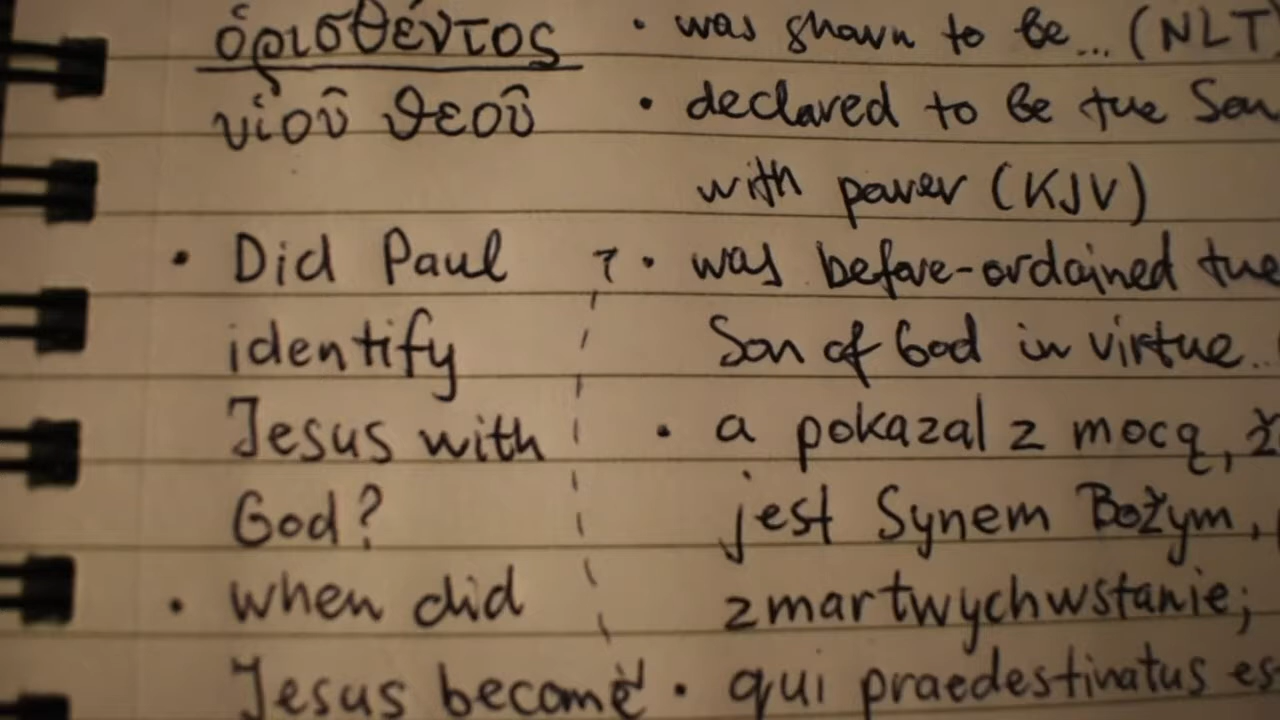 ὁρισθέντος
υἱοῦ θεοῦ
• Did Paul
identify
Jesus with
God?
• when did
Jesus become
• was shown to be... (NLT)
• declared to be the Son
with power (KJV)
? • was before-ordained the
Son of God in virtue...
• a pokazal z mocą,
jest Synem Bożym,
zmartwychwstanie;
• qui praedestinatus es